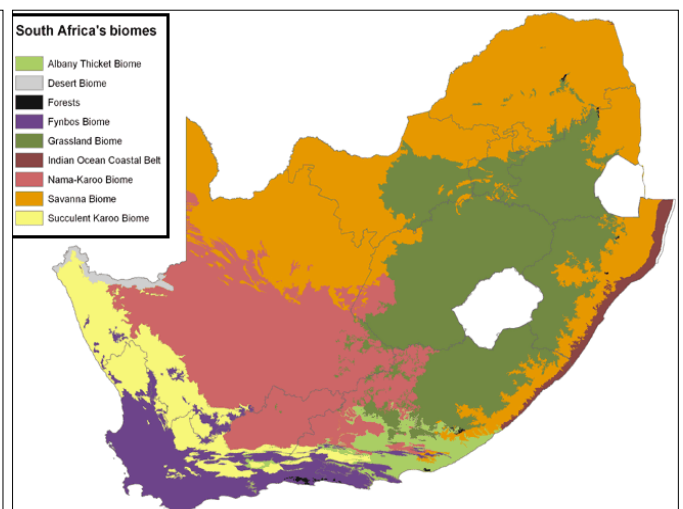 South Africa's biomes
Albany Thicket Biome
Desert Biome
Forests
Fynbos Biome
Grassland Biome
Indian Ocean Coastal Belt
Nama-Karoo Biome
Savanna Biome
Succulent Karoo Biome